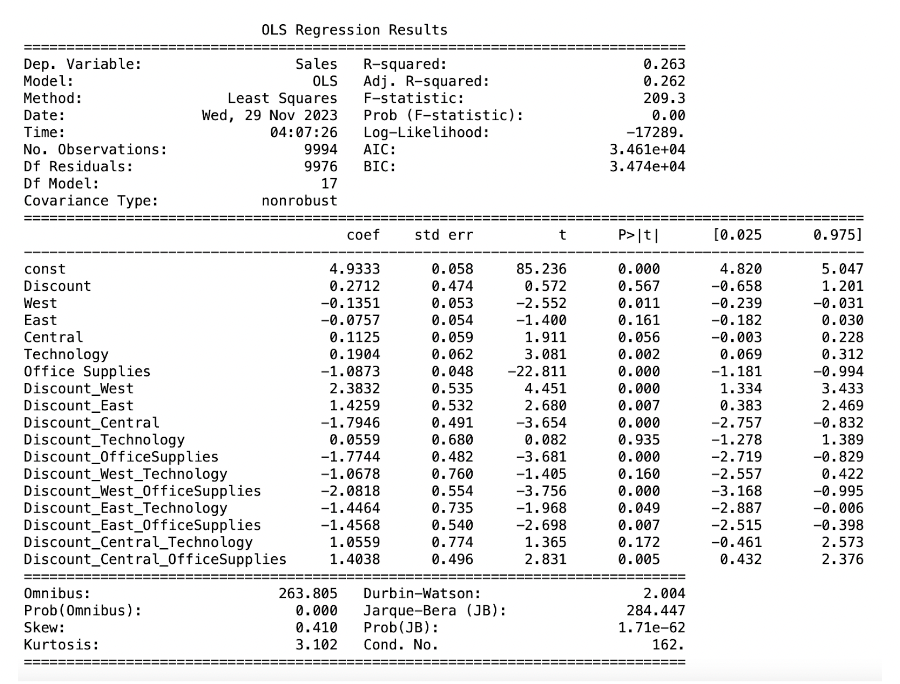 OLS Regression Results
==============================================================================
Dep. Variable: Sales R-squared: 0.263
Model: OLS Adj. R-squared: 0.262
Method: Least Squares F-statistic: 209.3
Date: Wed, 29 Nov 2023 Prob (F-statistic): 0.00
Time: 04:07:26 Log-Likelihood: -17289.
No. Observations: 9994 AIC: 3.461e+04
Df Residuals: 9976 BIC: 3.474e+04
Df Model: 17
Covariance Type: nonrobust
===================================================================================================
coef std err t P>|t| [0.025 0.975]
---------------------------------------------------------------------------------------------------
const 4.9333 0.058 85.236 0.000 4.820 5.047
Discount 0.2712 0.474 0.572 0.567 -0.658 1.201
West -0.1351 0.053 -2.552 0.011 -0.239 -0.031
East -0.0757 0.054 -1.400 0.161 -0.182 0.030
Central 0.1125 0.059 1.911 0.056 -0.003 0.228
Technology 0.1904 0.062 3.081 0.002 0.069 0.312
Office Supplies -1.0873 0.048 -22.811 0.000 -1.181 -0.994
Discount_West 2.3832 0.535 4.451 0.000 1.334 3.433
Discount_East 1.4259 0.532 2.680 0.007 0.383 2.469
Discount_Central -1.7946 0.491 -3.654 0.000 -2.757 -0.832
Discount_Technology 0.0559 0.680 0.082 0.935 -1.278 1.389
Discount_OfficeSupplies -1.7744 0.482 -3.681 0.000 -2.719 -0.829
Discount_West_Technology -1.0678 0.760 -1.405 0.160 -2.557 0.422
Discount_West_OfficeSupplies -2.0818 0.554 -3.756 0.000 -3.168 -0.995
Discount_East_Technology -1.4464 0.735 -1.968 0.049 -2.887 -0.006
Discount_East_OfficeSupplies -1.4568 0.540 -2.698 0.007 -2.515 -0.398
Discount_Central_Technology 1.0559 0.774 1.365 0.172 -0.461 2.573
Discount_Central_OfficeSupplies 1.4038 0.496 2.831 0.005 0.432 2.376
==============================================================================
Omnibus: 263.805 Durbin-Watson: 2.004
Prob(Omnibus): 0.000 Jarque-Bera (JB): 284.447
Skew: 0.410 Prob(JB): 1.71e-62
Kurtosis: 3.102 Cond. No. 162.
==============================================================================